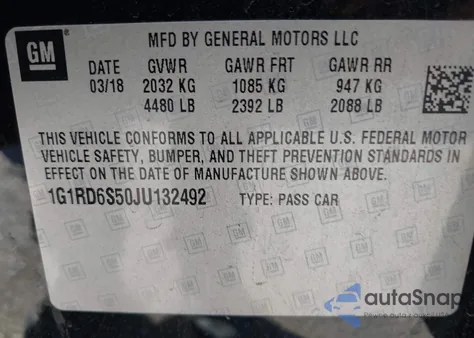 GM
MFD BY GENERAL MOTORS LLC
DATE GVWR GAWR FRT GAWR RR
03/18 2032 KG 1085 KG 947 KG
4480 LB 2392 LB 2088 LB
THIS VEHICLE CONFORMS TO ALL APPLICABLE U.S. FEDERAL MOTOR
VEHICLE SAFETY, BUMPER, AND THEFT PREVENTION STANDARDS IN
EFFECT ON THE DATE OF MANUFACTURE SHOWN ABOVE.
1G1RD6S50JU132492 TYPE: PASS CAR
autoSnap